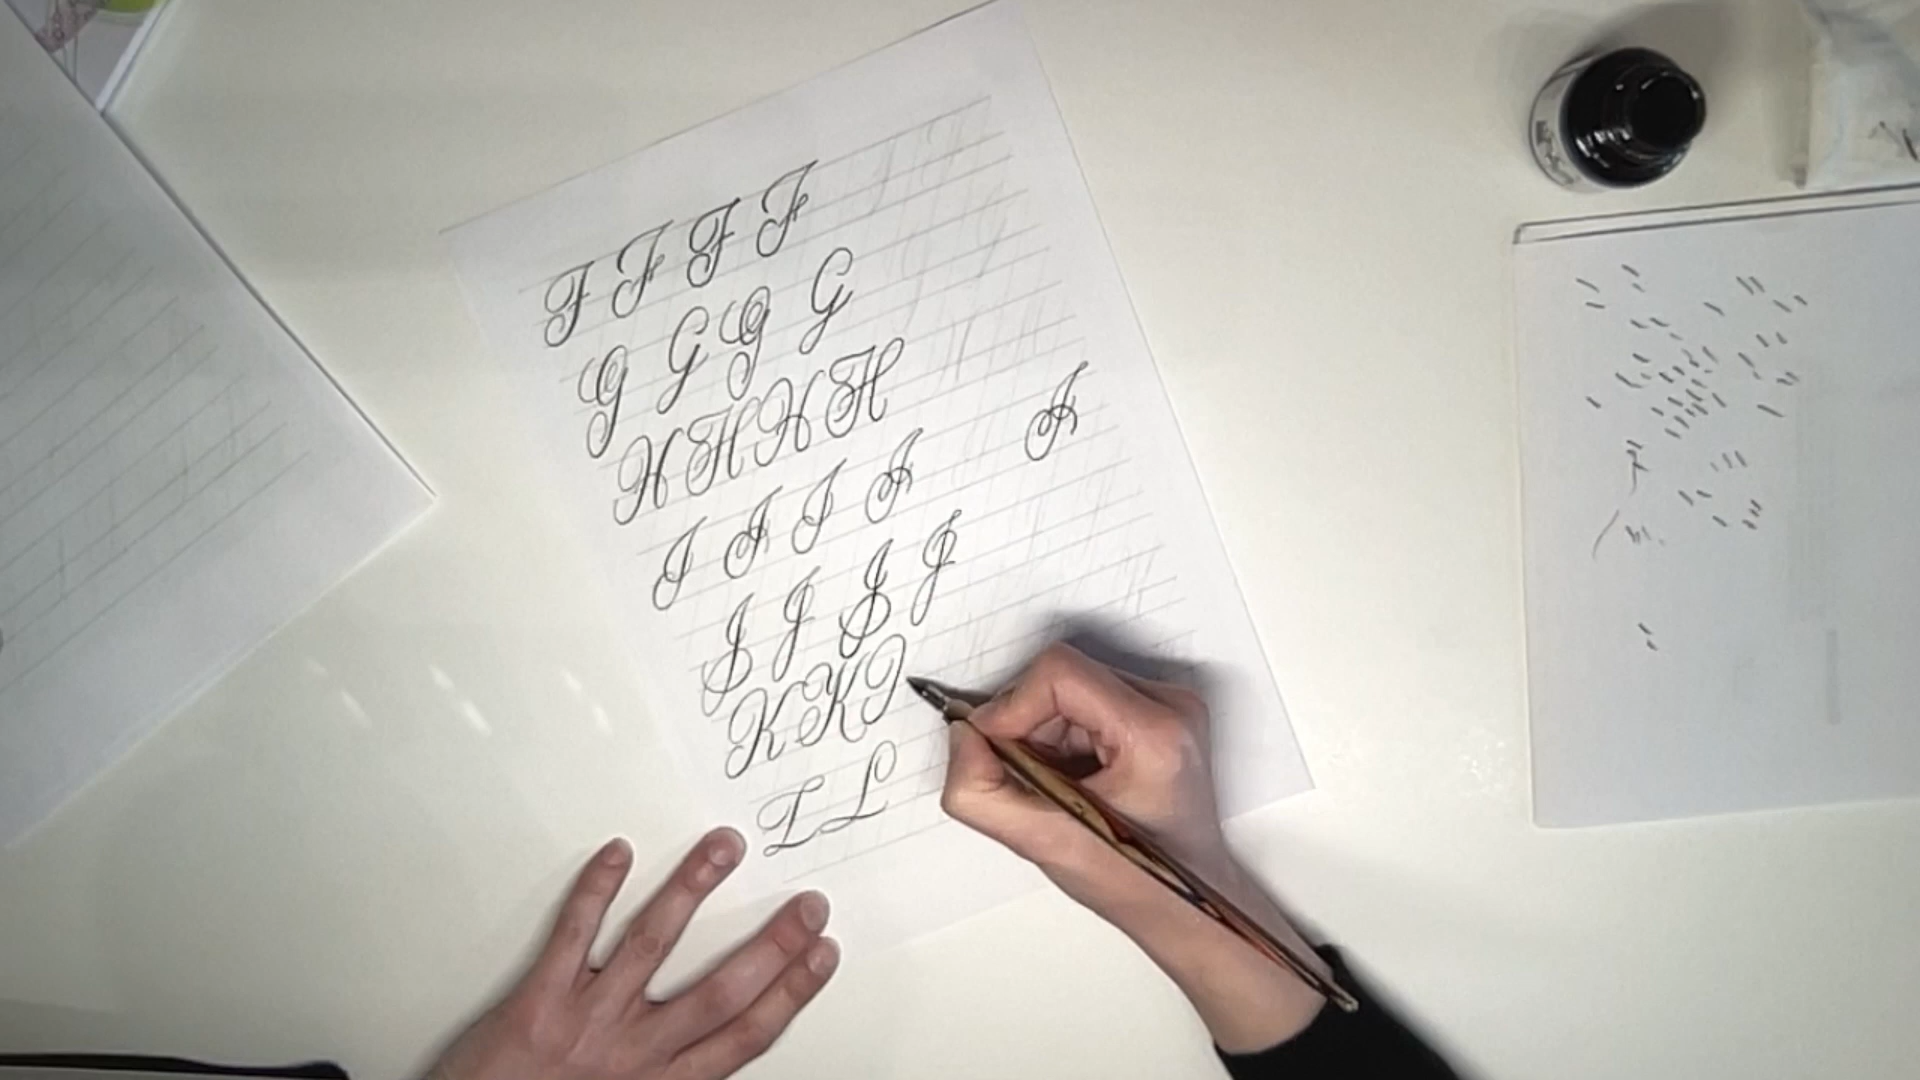 F F F F
G G G G
H H H H
I I I I I
J J J J
K K
L L